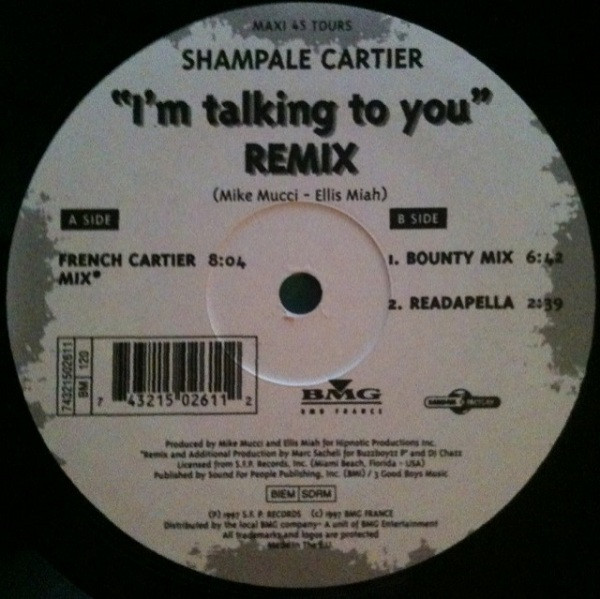 MAXI 45 TOURS
SHAMPALE CARTIER
"I'm talking to you"
REMIX
(Mike Mucci - Ellis Miah)
A SIDE
FRENCH CARTIER 8:04
MIX*
B SIDE
1. BOUNTY MIX 6:42
2. READAPELLA 2:39
74321502611
BM 120
7 43215 02611 2
BMG
BMG FRANCE
Produced by Mike Mucci and Ellis Miah for Hipnotic Productions Inc.
*Remix and Additional Production by Marc Sacheli for Buzzboyzz P° and DJ Chazz
Licensed from S.F.P. Records, Inc. (Miami Beach, Florida - USA)
Published by Sound For People Publishing, Inc. (BMI) / 3 Good Boys Music
BIEM SDRM
(P) 1997 S.F.P. RECORDS (c) 1997 BMG FRANCE
Distributed by the local BMG company- A unit of BMG Entertainment
All trademarks and logos are protected
Made In The E.U.